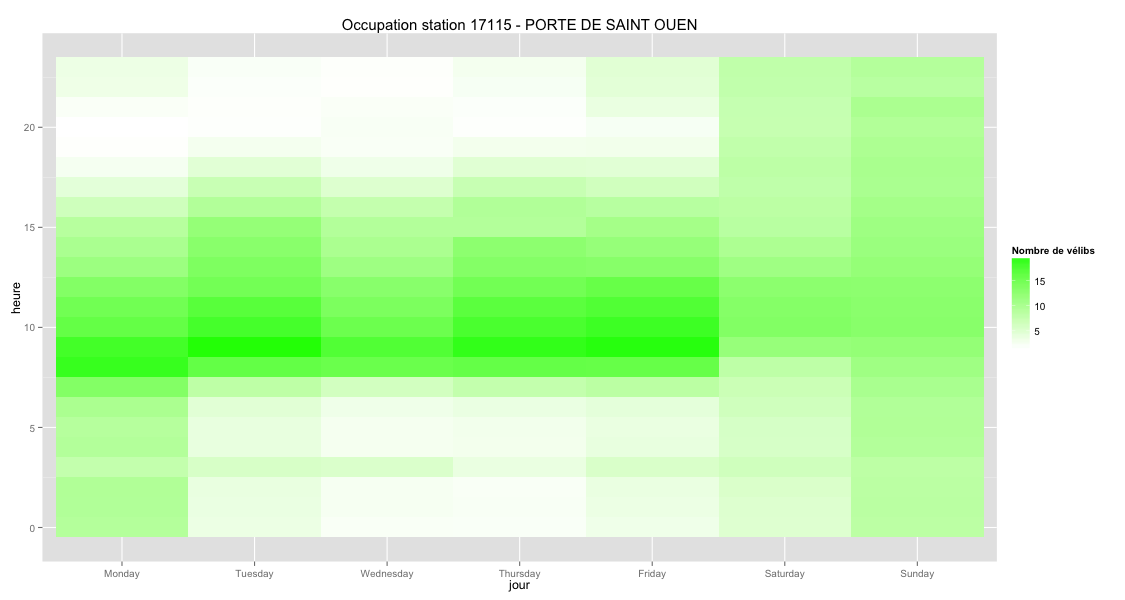 Occupation station 17115 - PORTE DE SAINT OUEN
heure
20
15
10
5
0
Monday
Tuesday
Wednesday
Thursday
Friday
Saturday
Sunday
jour
Nombre de vélibs
15
10
5